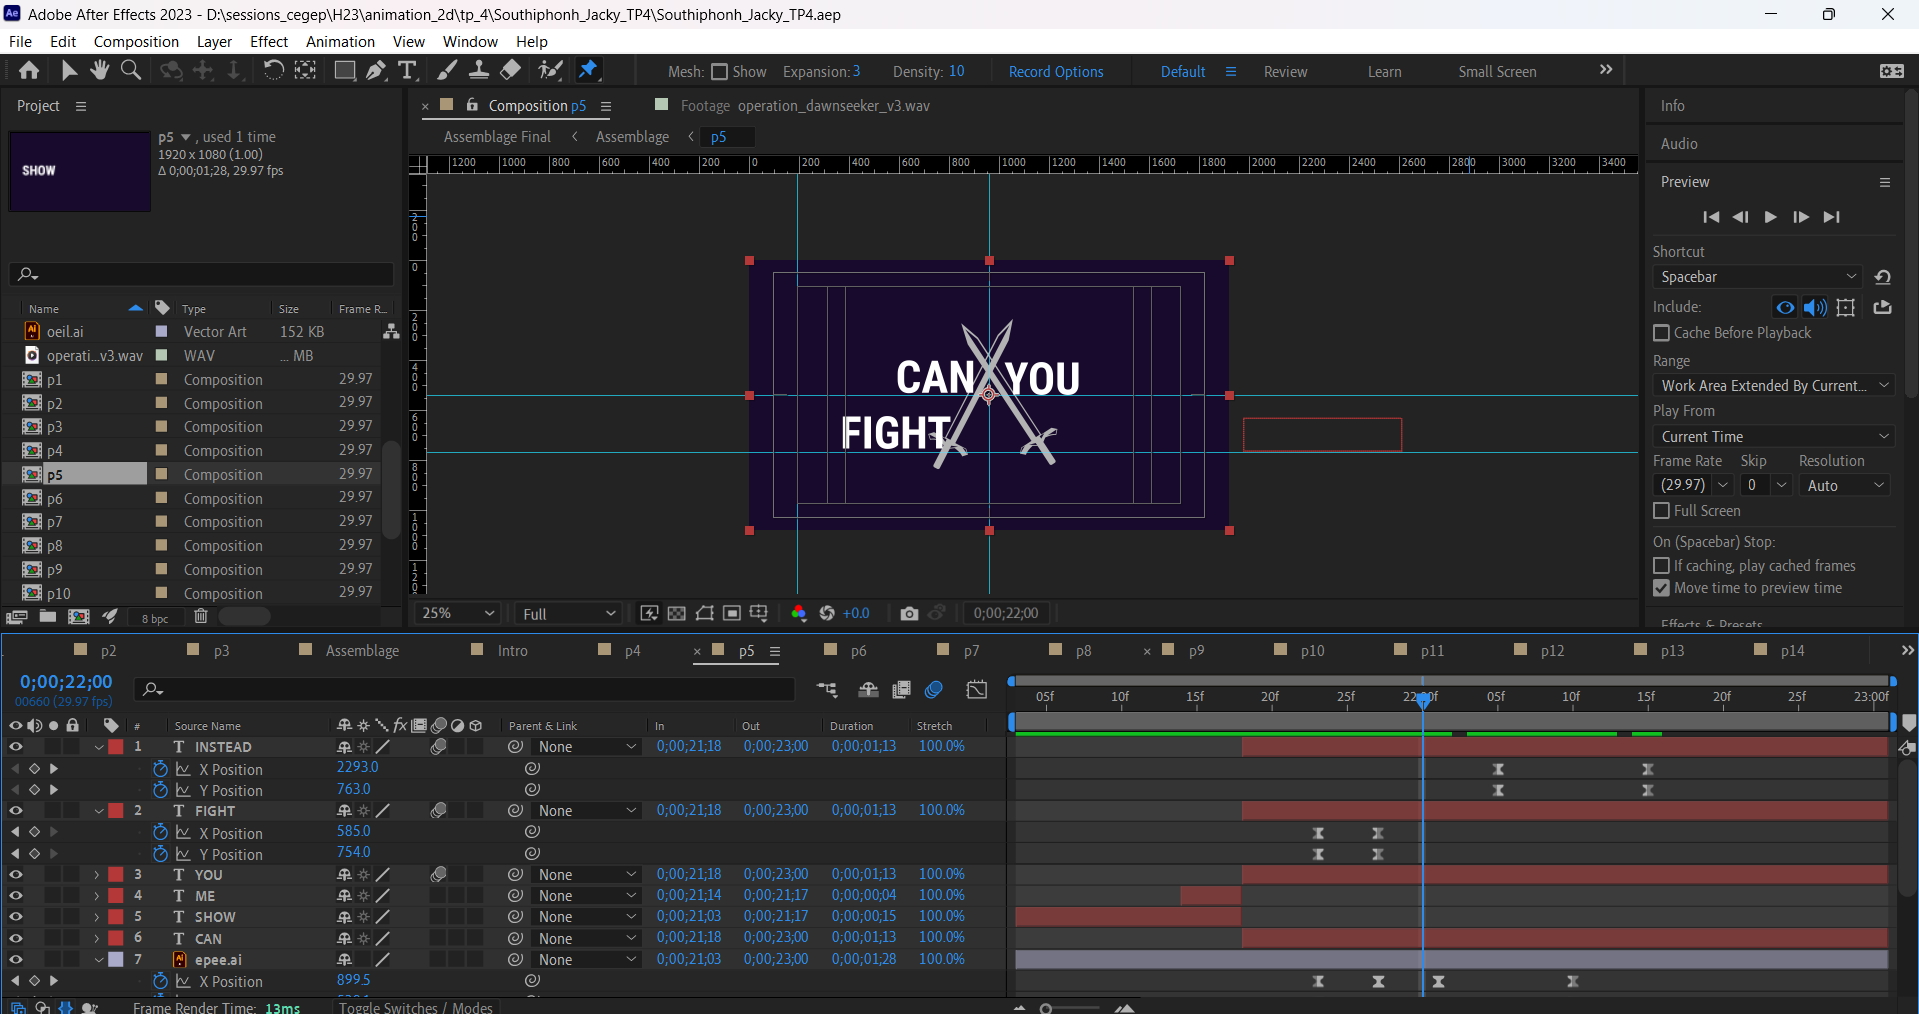 Adobe After Effects 2023 - D:\sessions_cegep\H23\animation_2d\tp_4\Southiphonh_Jacky_TP4\Southiphonh_Jacky_TP4.aep
File Edit Composition Layer Effect Animation View Window Help
Mesh: Show Expansion: 3 Density: 10 Record Options Default Review Learn Small Screen
Project
p5 , used 1 time
1920 x 1080 (1.00)
Δ 0;00;01;28, 29.97 fps
SHOW
Name Type Size Frame R...
oeil.ai Vector Art 152 KB
operati...v3.wav WAV ... MB
p1 Composition 29.97
p2 Composition 29.97
p3 Composition 29.97
p4 Composition 29.97
p5 Composition 29.97
p6 Composition 29.97
p7 Composition 29.97
p8 Composition 29.97
p9 Composition 29.97
p10 Composition 29.97
8 bpc
Composition p5 Footage operation_dawnseeker_v3.wav
Assemblage Final Assemblage p5
1200 1000 800 600 400 200 0 200 400 600 800 1000 1200 1400 1600 1800 2000 2200 2400 2600 2800 3000 3200 3400
200
0
200
400
600
800
1000
CAN YOU
FIGHT
25% Full +0.0 0;00;22;00
Info
Audio
Preview
Shortcut
Spacebar
Include:
Cache Before Playback
Range
Work Area Extended By Current...
Play From
Current Time
Frame Rate Skip Resolution
(29.97) 0 Auto
Full Screen
On (Spacebar) Stop:
If caching, play cached frames
Move time to preview time
Effects & Presets
p2 p3 Assemblage Intro p4 p5 p6 p7 p8 p9 p10 p11 p12 p13 p14
0;00;22;00
00660 (29.97 fps)
05f 10f 15f 20f 25f 22:00f 05f 10f 15f 20f 25f 23:00f
# Source Name fx Parent & Link In Out Duration Stretch
1 T INSTEAD None 0;00;21;18 0;00;23;00 0;00;01;13 100.0%
X Position 2293.0
Y Position 763.0
2 T FIGHT None 0;00;21;18 0;00;23;00 0;00;01;13 100.0%
X Position 585.0
Y Position 754.0
3 T YOU None 0;00;21;18 0;00;23;00 0;00;01;13 100.0%
4 T ME None 0;00;21;14 0;00;21;17 0;00;00;04 100.0%
5 T SHOW None 0;00;21;03 0;00;21;17 0;00;00;15 100.0%
6 T CAN None 0;00;21;18 0;00;23;00 0;00;01;13 100.0%
7 epee.ai None 0;00;21;03 0;00;23;00 0;00;01;28 100.0%
X Position 899.5
Frame Render Time: 13ms Toggle Switches / Modes